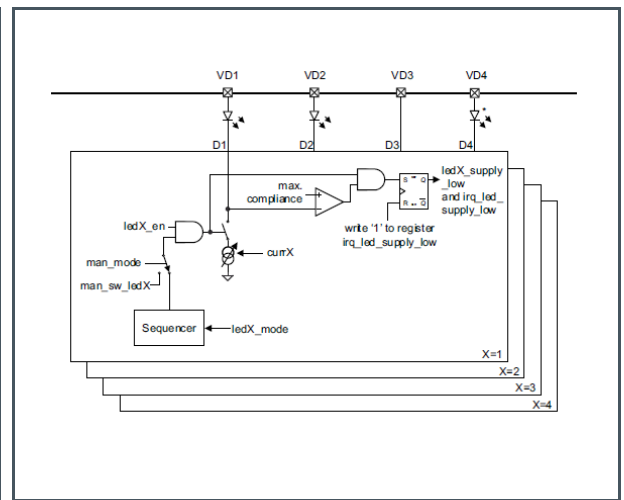 VD1 VD2 VD3 VD4
*
D1 D2 D3 D4
max.
compliance
S Q
R Q
ledX_supply
_low
and irq_led_
supply_low
write '1' to register
irq_led_supply_low
ledX_en
currX
man_mode
man_sw_ledX
Sequencer
ledX_mode
X=1
X=2
X=3
X=4